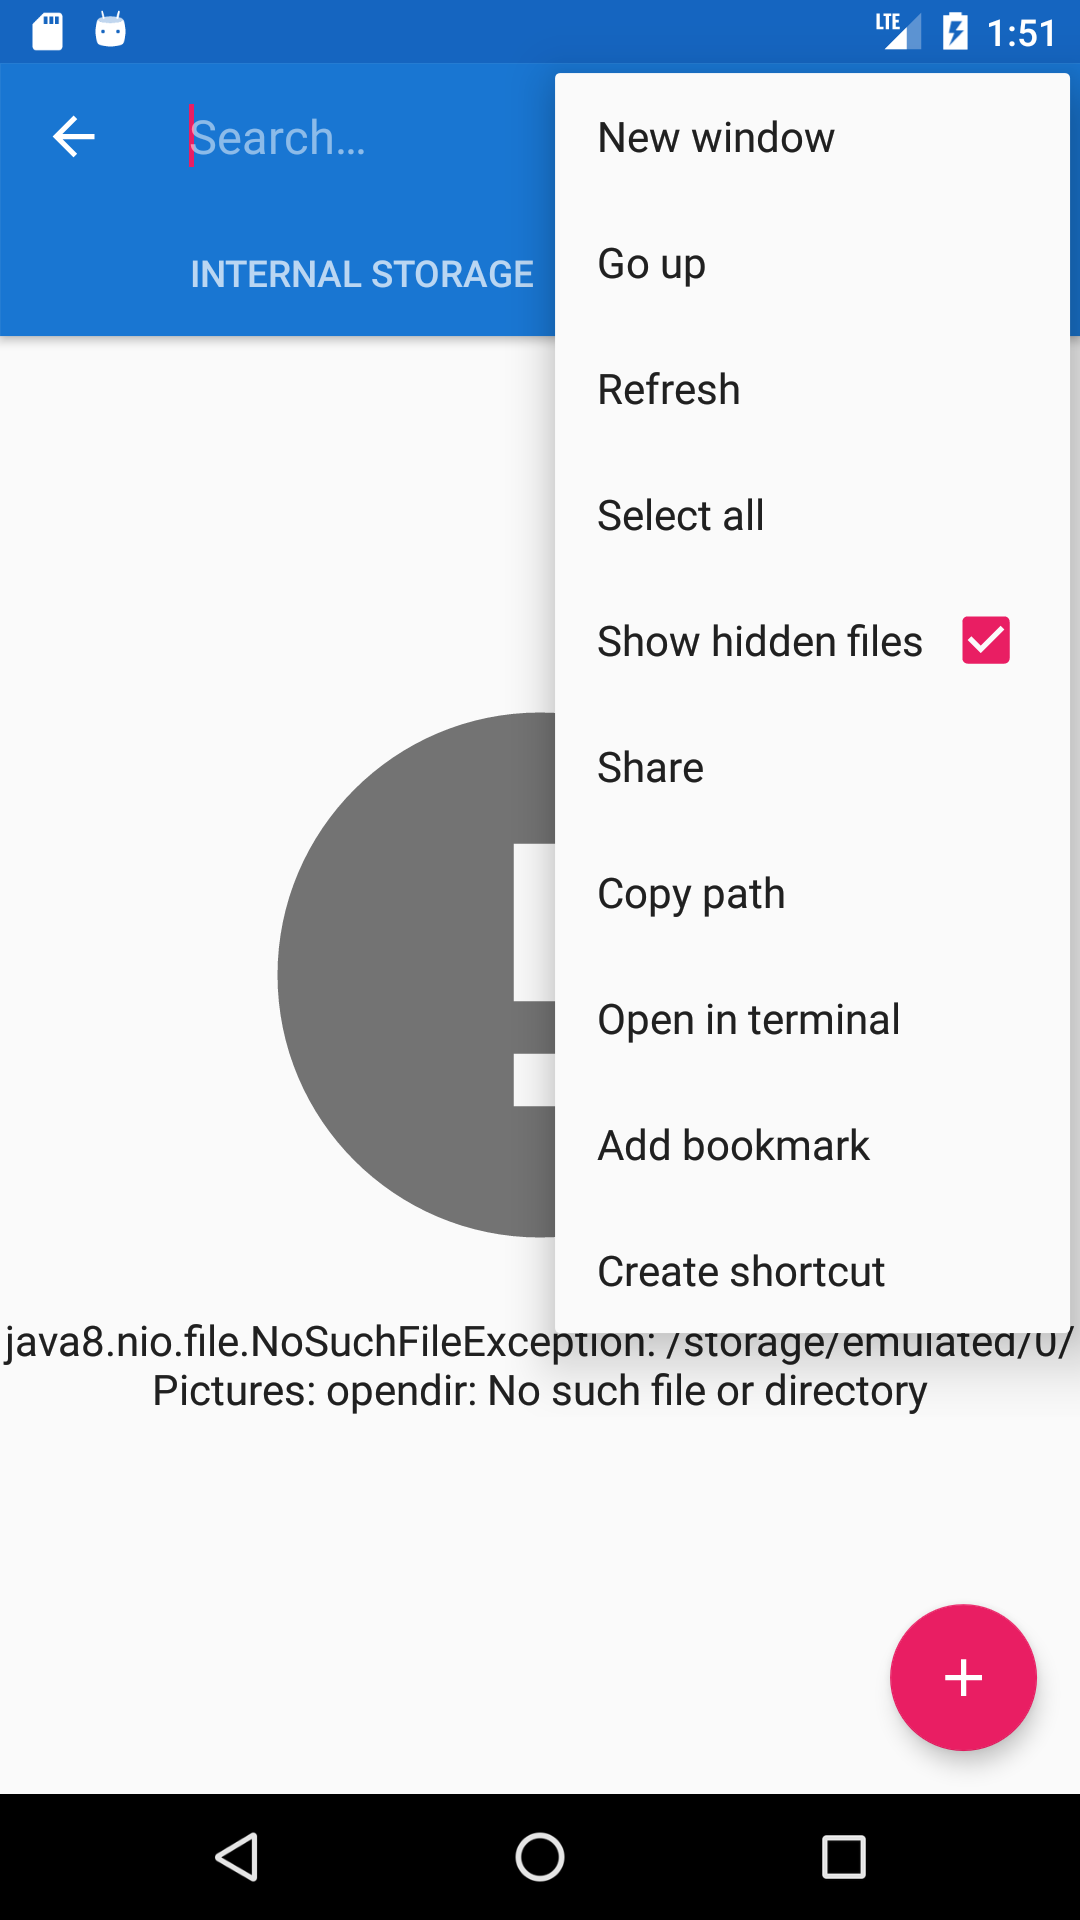 LTE 1:51
Search...
INTERNAL STORAGE
New window
Go up
Refresh
Select all
Show hidden files
Share
Copy path
Open in terminal
Add bookmark
Create shortcut
java8.nio.file.NoSuchFileException: /storage/emulated/0/
Pictures: opendir: No such file or directory